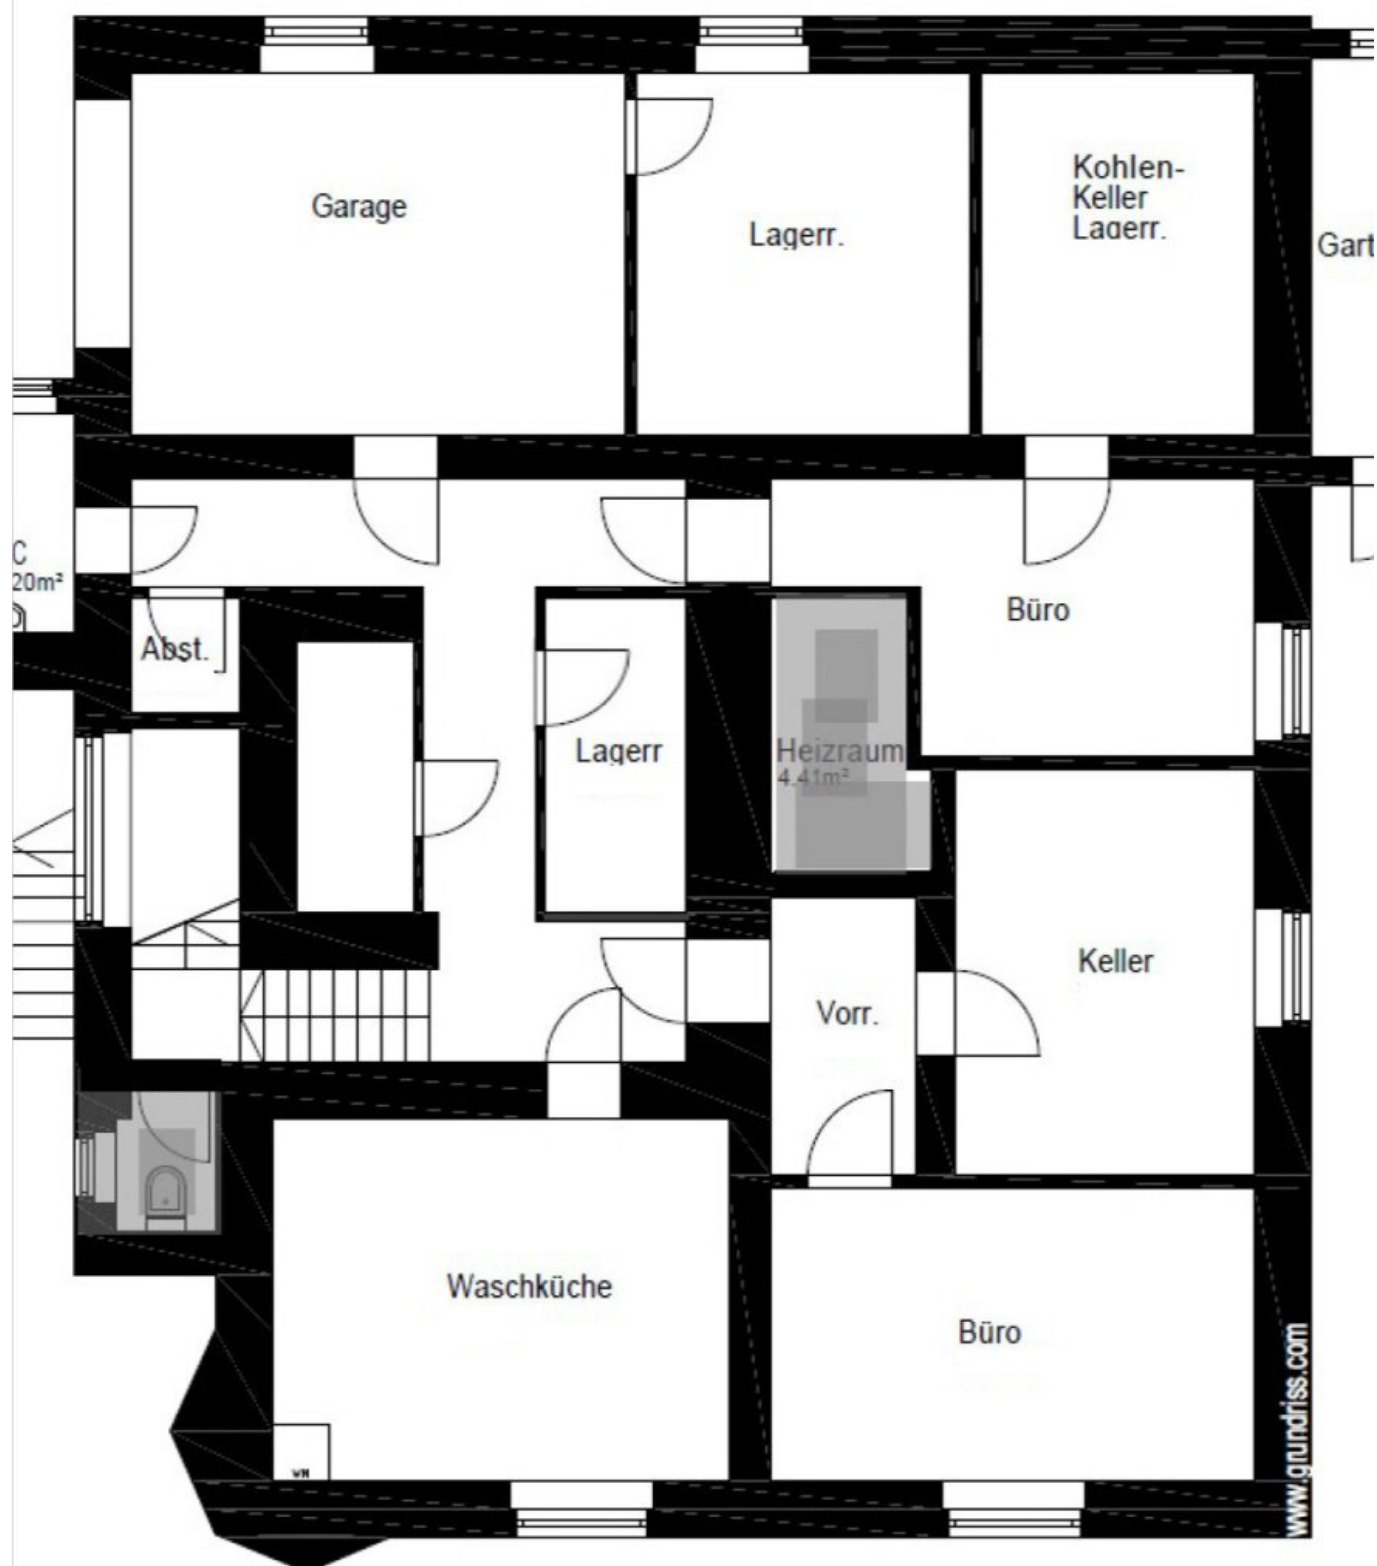 Garage
Lagerr.
Kohlen-
Keller
Lagerr.
Gart
C
20m²
Abst.
Büro
Lagerr
Heizraum
4.41m²
Keller
Vorr.
Waschküche
Büro
WM
www.grundriss.com